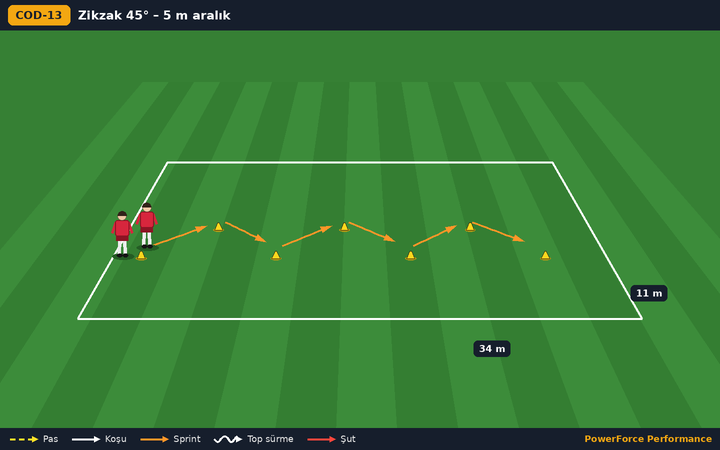 COD-13 Zikzak 45° – 5 m aralık
11 m
34 m
Pas Koşu Sprint Top sürme Şut PowerForce Performance